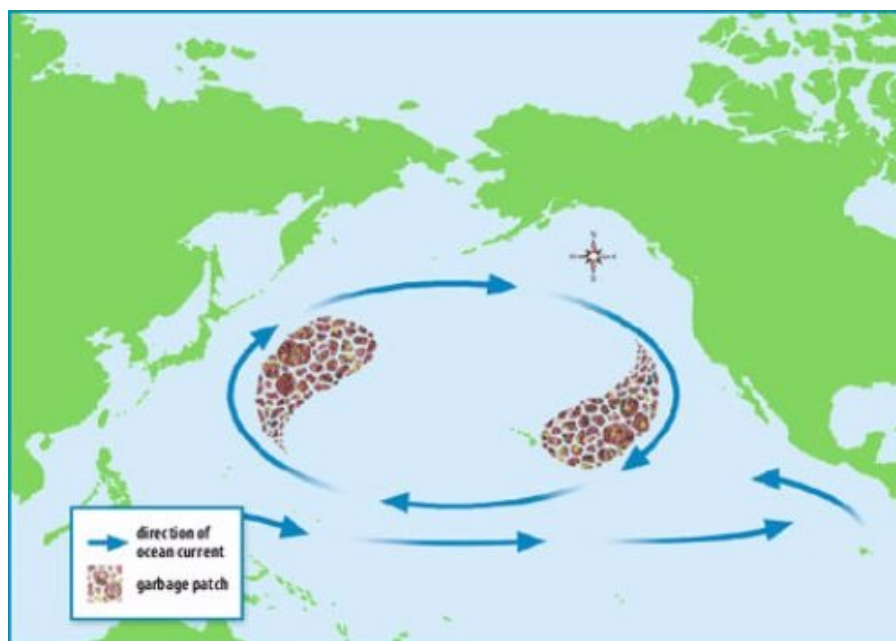 direction of
ocean current
garbage patch